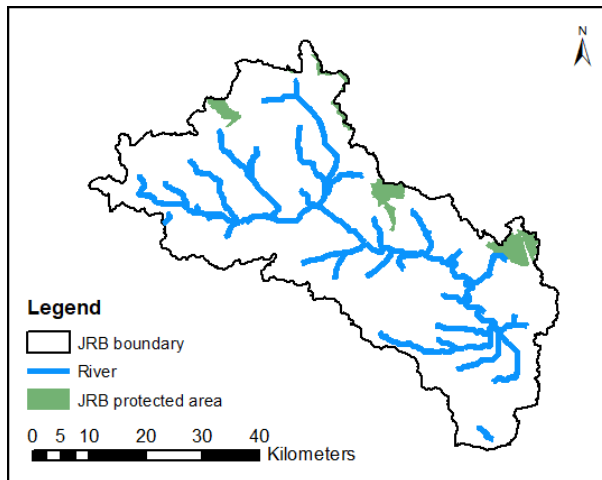 N
Legend
JRB boundary
River
JRB protected area
0 5 10 20 30 40
Kilometers